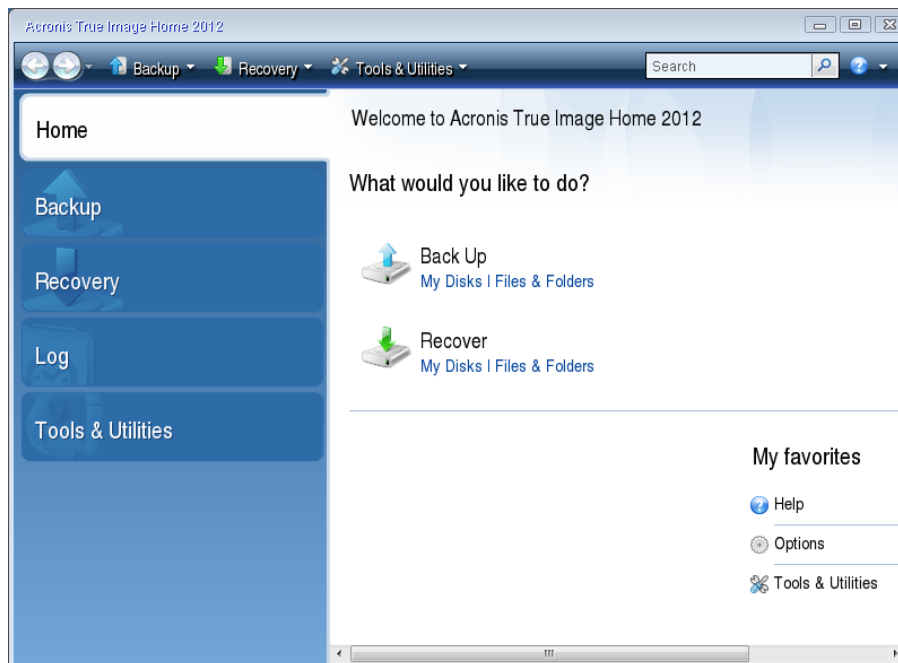 Acronis True Image Home 2012
Backup Recovery Tools & Utilities Search
Home
Backup
Recovery
Log
Tools & Utilities
Welcome to Acronis True Image Home 2012
What would you like to do?
Back Up
My Disks | Files & Folders
Recover
My Disks | Files & Folders
My favorites
Help
Options
Tools & Utilities